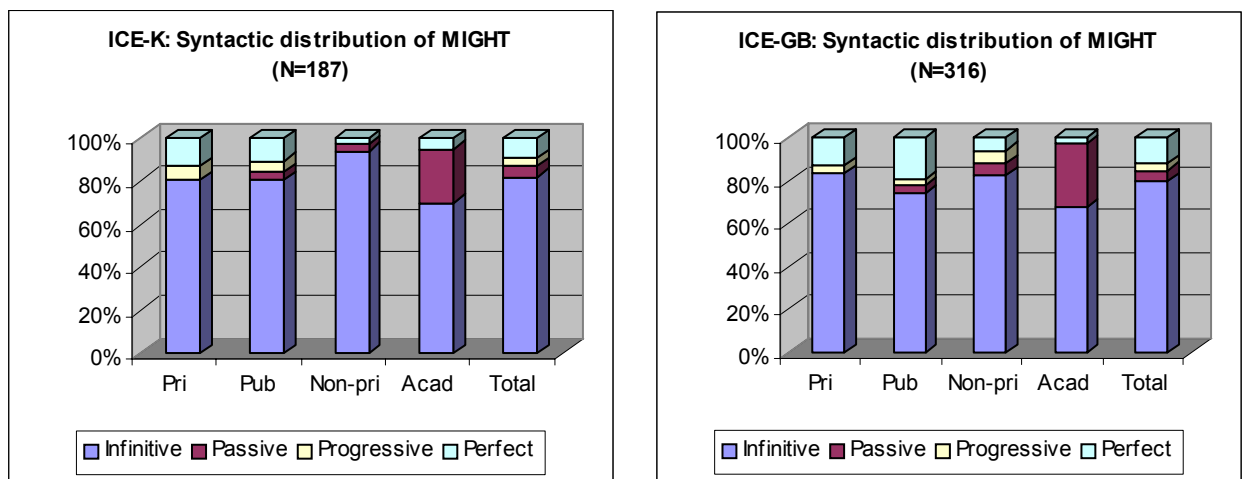 ICE-K: Syntactic distribution of MIGHT
(N=187)
100%
80%
60%
40%
20%
0%
Pri Pub Non-pri Acad Total
Infinitive Passive Progressive Perfect
ICE-GB: Syntactic distribution of MIGHT
(N=316)
100%
80%
60%
40%
20%
0%
Pri Pub Non-pri Acad Total
Infinitive Passive Progressive Perfect